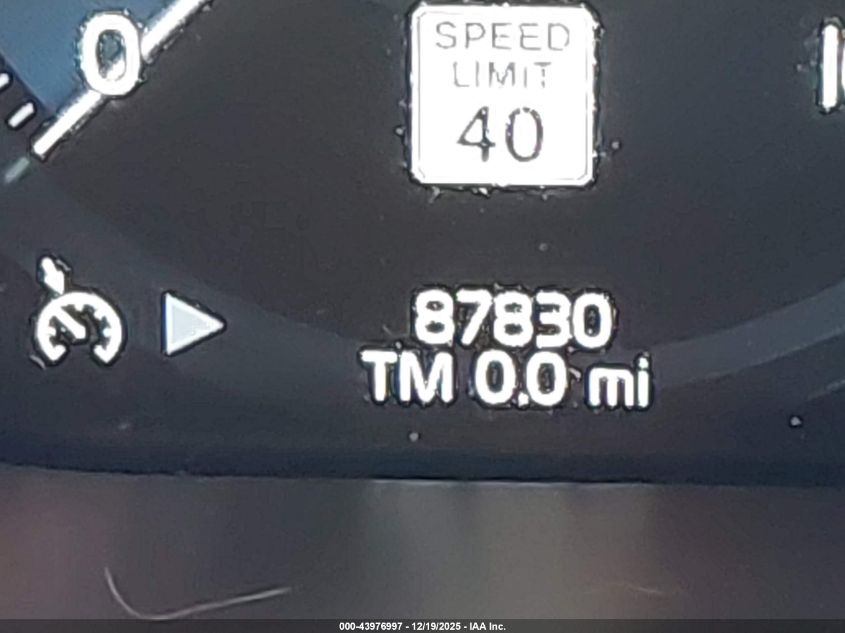 0
SPEED
LIMIT
40
87830
TM 0.0 mi
000-43976997 - 12/19/2025 - IAA Inc.